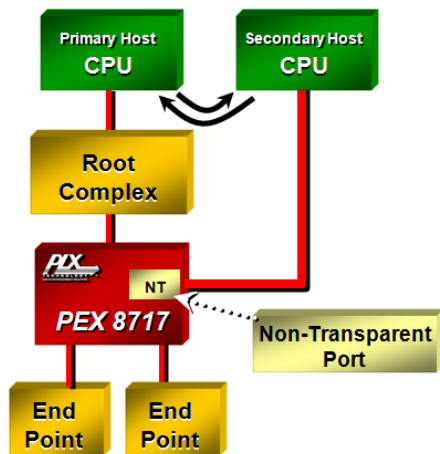 Primary Host
CPU
Secondary Host
CPU
Root
Complex
PLX
TECHNOLOGY
NT
PEX 8717
Non-Transparent
Port
End
Point
End
Point